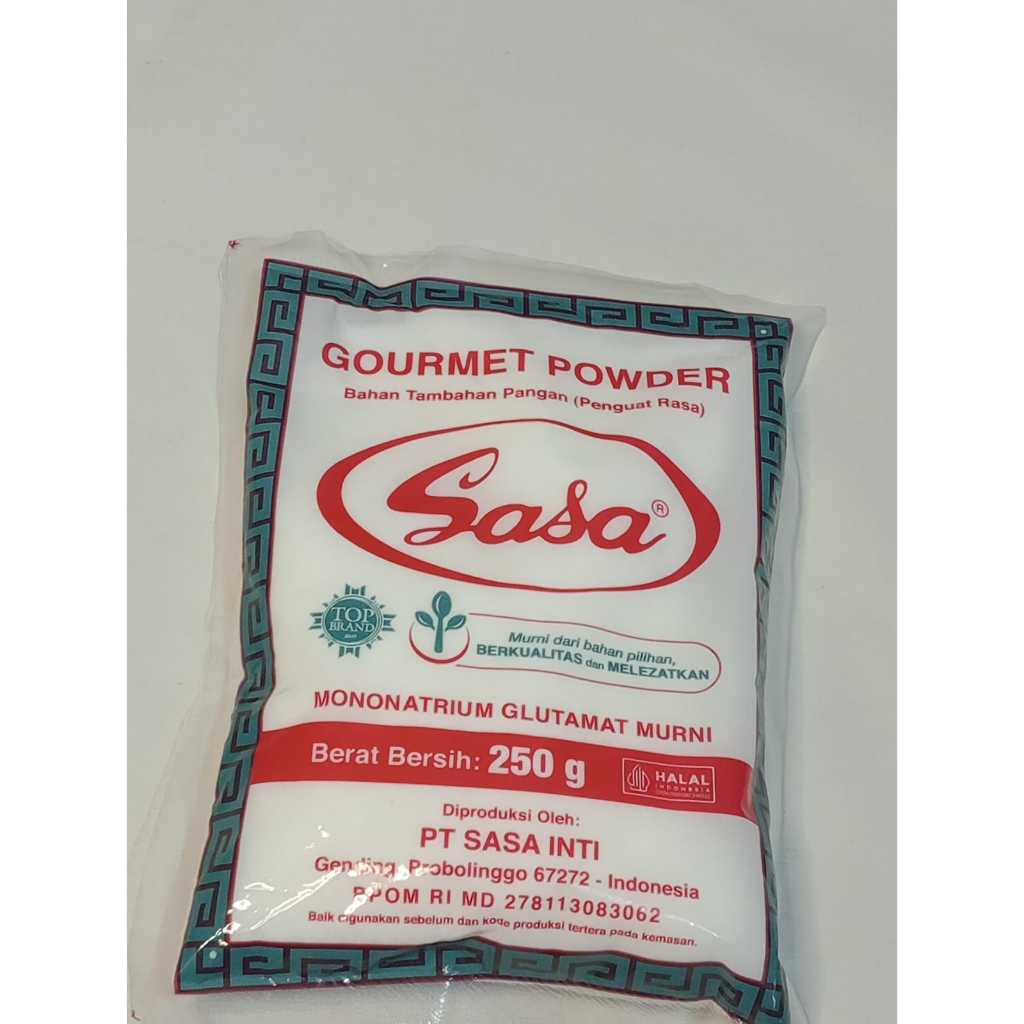 GOURMET POWDER
Bahan Tambahan Pangan (Penguat Rasa)
Sasa®
TOP
BRAND
Murni dari bahan pilihan,
BERKUALITAS dan MELEZATKAN
MONONATRIUM GLUTAMAT MURNI
Berat Bersih: 250 g
HALAL
INDONESIA
Diproduksi Oleh:
PT SASA INTI
Gending, Probolinggo 67272 - Indonesia
BPOM RI MD 278113083062
Baik digunakan sebelum dan kode produksi tertera pada kemasan.